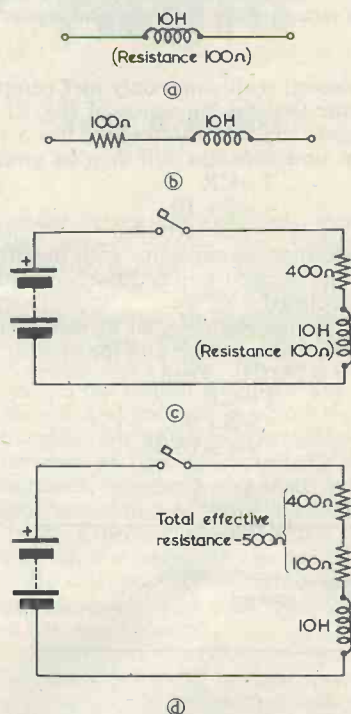 10H
(Resistance 100Ω)
(a)
100Ω
10H
(b)
+
400Ω
10H
(Resistance 100Ω)
(c)
+
400Ω
Total effective
resistance-500Ω
100Ω
10H
(d)